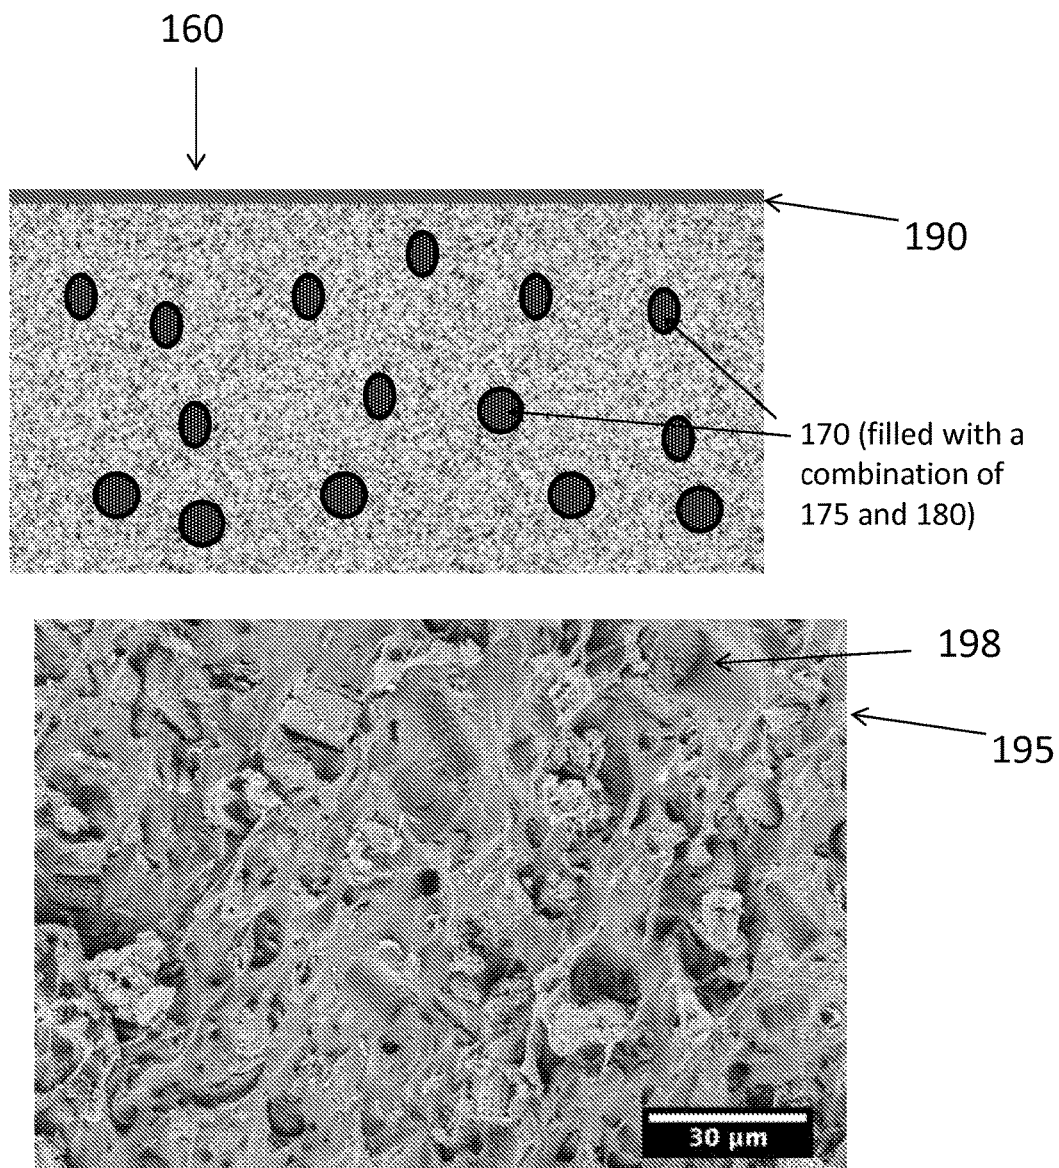 160
190
170 (filled with a
combination of
175 and 180)
198
195
30 μm